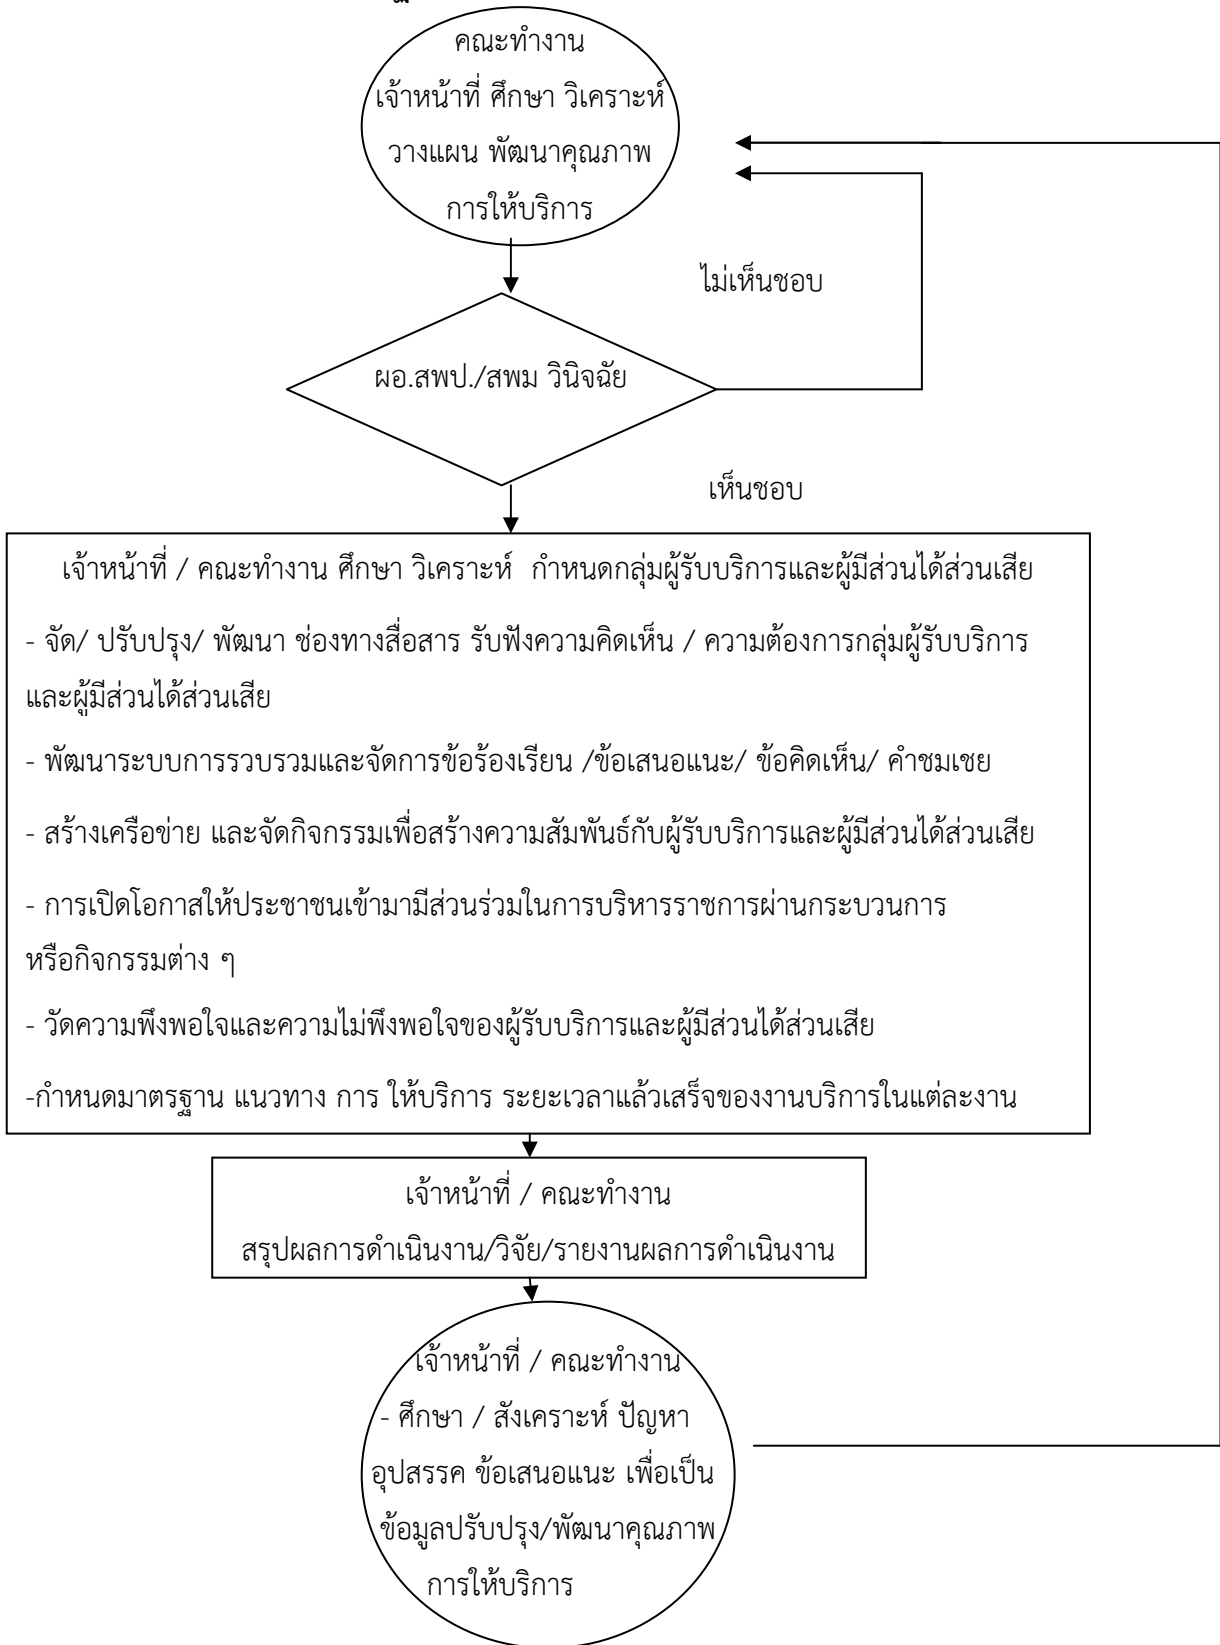 คณะทำงาน
เจ้าหน้าที่ ศึกษา วิเคราะห์
วางแผน พัฒนาคุณภาพ
การให้บริการ
ไม่เห็นชอบ
ผอ.สพป./สพม วินิจฉัย
เห็นชอบ
เจ้าหน้าที่ / คณะทำงาน ศึกษา วิเคราะห์ กำหนดกลุ่มผู้รับบริการและผู้มีส่วนได้ส่วนเสีย
- จัด/ ปรับปรุง/ พัฒนา ช่องทางสื่อสาร รับฟังความคิดเห็น / ความต้องการกลุ่มผู้รับบริการ
และผู้มีส่วนได้ส่วนเสีย
- พัฒนาระบบการรวบรวมและจัดการข้อร้องเรียน /ข้อเสนอแนะ/ ข้อคิดเห็น/ คำชมเชย
- สร้างเครือข่าย และจัดกิจกรรมเพื่อสร้างความสัมพันธ์กับผู้รับบริการและผู้มีส่วนได้ส่วนเสีย
- การเปิดโอกาสให้ประชาชนเข้ามามีส่วนร่วมในการบริหารราชการผ่านกระบวนการ
หรือกิจกรรมต่าง ๆ
- วัดความพึงพอใจและความไม่พึงพอใจของผู้รับบริการและผู้มีส่วนได้ส่วนเสีย
-กำหนดมาตรฐาน แนวทาง การ ให้บริการ ระยะเวลาแล้วเสร็จของงานบริการในแต่ละงาน
เจ้าหน้าที่ / คณะทำงาน
สรุปผลการดำเนินงาน/วิจัย/รายงานผลการดำเนินงาน
เจ้าหน้าที่ / คณะทำงาน
- ศึกษา / สังเคราะห์ ปัญหา
อุปสรรค ข้อเสนอแนะ เพื่อเป็น
ข้อมูลปรับปรุง/พัฒนาคุณภาพ
การให้บริการ